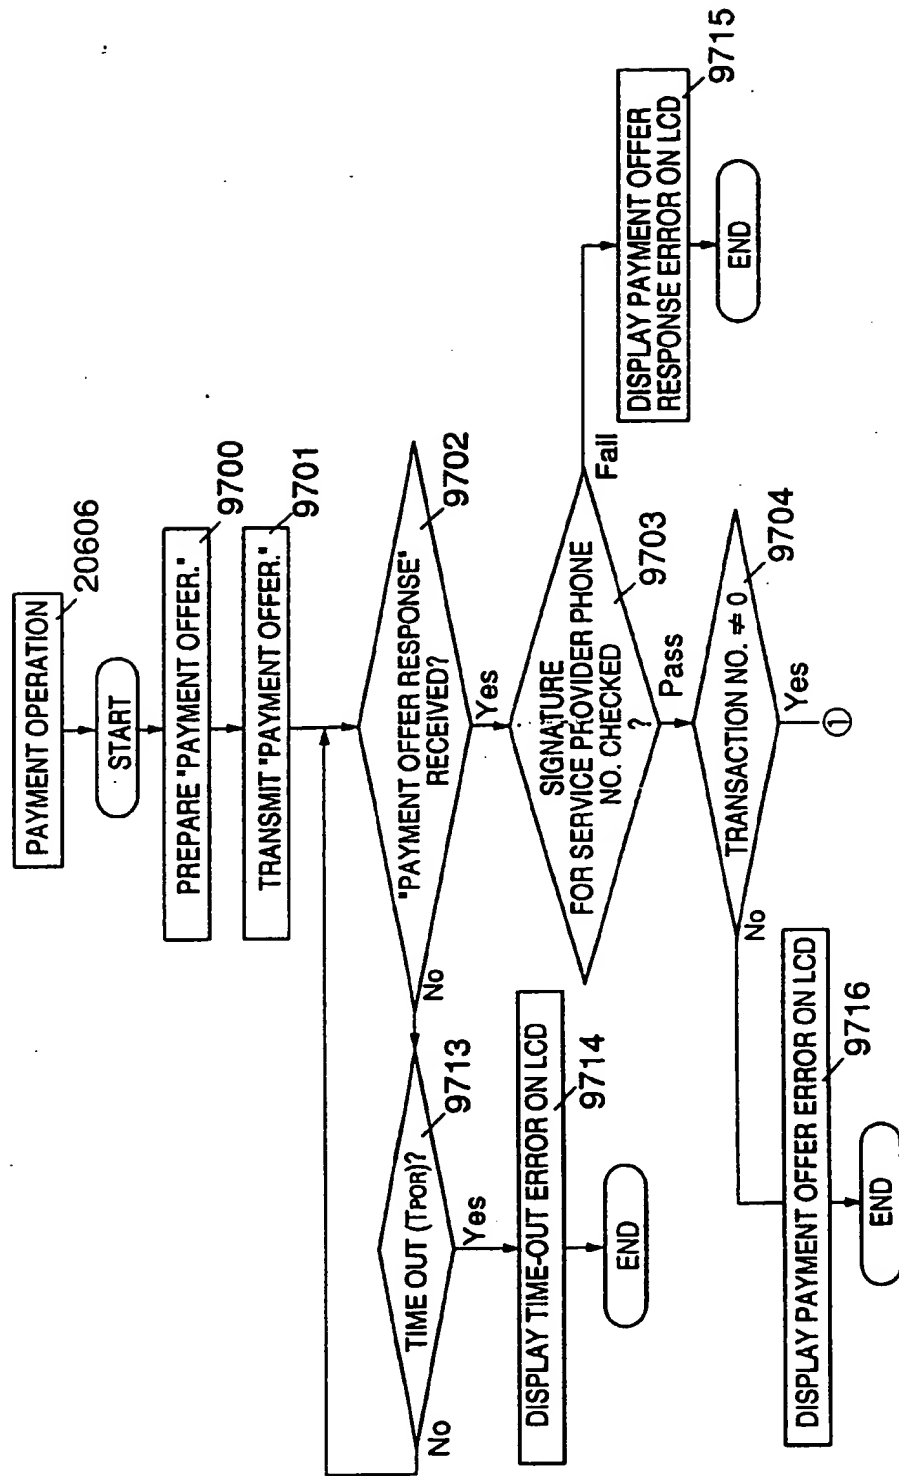 PAYMENT OPERATION
20606
START
PREPARE "PAYMENT OFFER."
9700
TRANSMIT "PAYMENT OFFER."
9701
"PAYMENT OFFER RESPONSE"
RECEIVED?
9702
No
Yes
TIME OUT (TPOR)?
9713
No
Yes
DISPLAY TIME-OUT ERROR ON LCD
9714
END
SIGNATURE
FOR SERVICE PROVIDER PHONE
NO. CHECKED
?
9703
Fail
Pass
DISPLAY PAYMENT OFFER
RESPONSE ERROR ON LCD
9715
END
TRANSACTION NO. ≠ 0
9704
No
Yes
1
DISPLAY PAYMENT OFFER ERROR ON LCD
9716
END